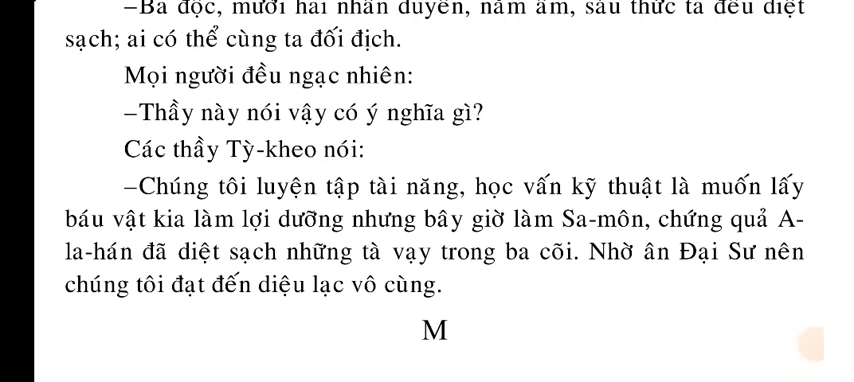 –Ba độc, mười hai nhân duyên, năm ấm, sáu thức ta đều diệt
sạch; ai có thể cùng ta đối địch.
Mọi người đều ngạc nhiên:
–Thầy này nói vậy có ý nghĩa gì?
Các thầy Tỳ-kheo nói:
–Chúng tôi luyện tập tài năng, học vấn kỹ thuật là muốn lấy
báu vật kia làm lợi dưỡng nhưng bây giờ làm Sa-môn, chứng quả A-
la-hán đã diệt sạch những tà vạy trong ba cõi. Nhờ ân Đại Sư nên
chúng tôi đạt đến diệu lạc vô cùng.
M